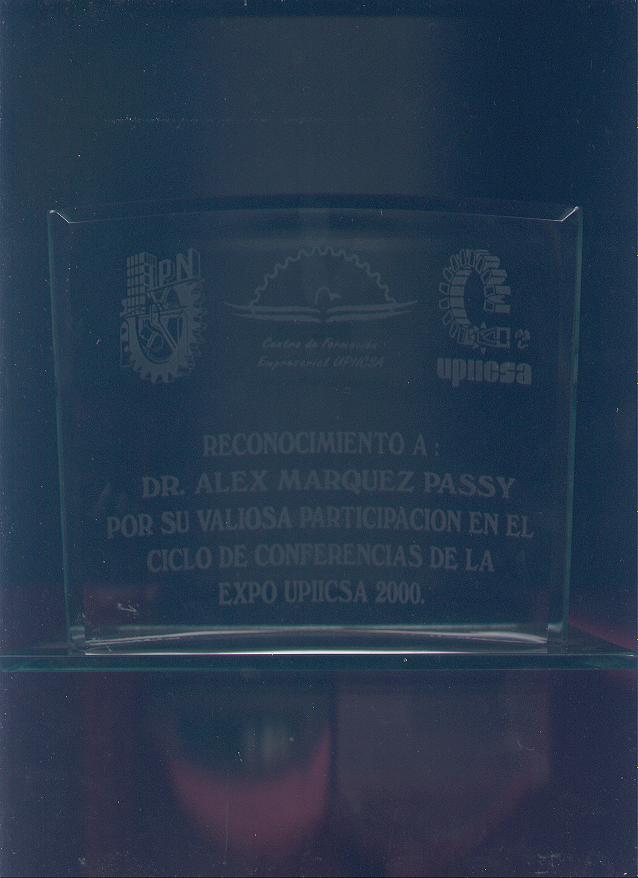 IPN
Centro de Formación
Empresarial UPIICSA
upiicsa
RECONOCIMIENTO A :
DR. ALEX MARQUEZ PASSY
POR SU VALIOSA PARTICIPACION EN EL
CICLO DE CONFERENCIAS DE LA
EXPO UPIICSA 2000.